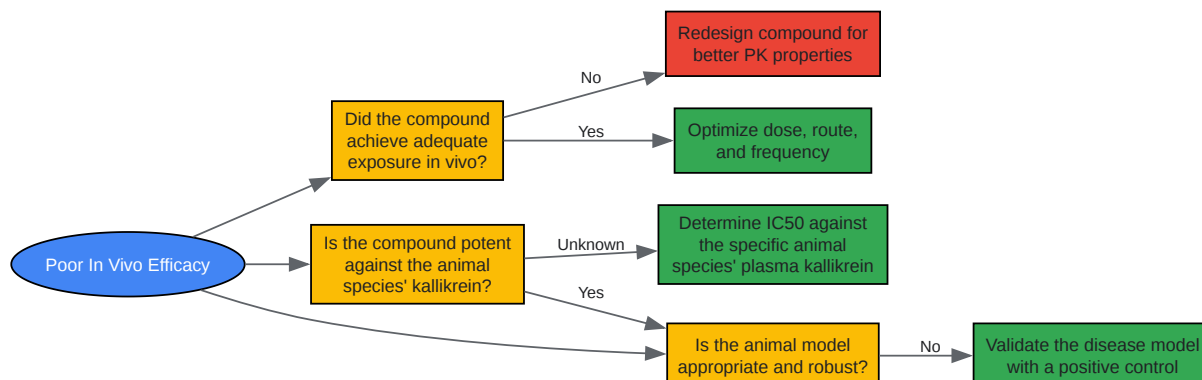 Redesign compound for
better PK properties
No
Did the compound
achieve adequate
exposure in vivo?
Yes
Optimize dose, route,
and frequency
Poor In Vivo Efficacy
Is the compound potent
against the animal
species' kallikrein?
Unknown
Determine IC50 against
the specific animal
species' plasma kallikrein
Yes
Is the animal model
appropriate and robust?
No
Validate the disease model
with a positive control